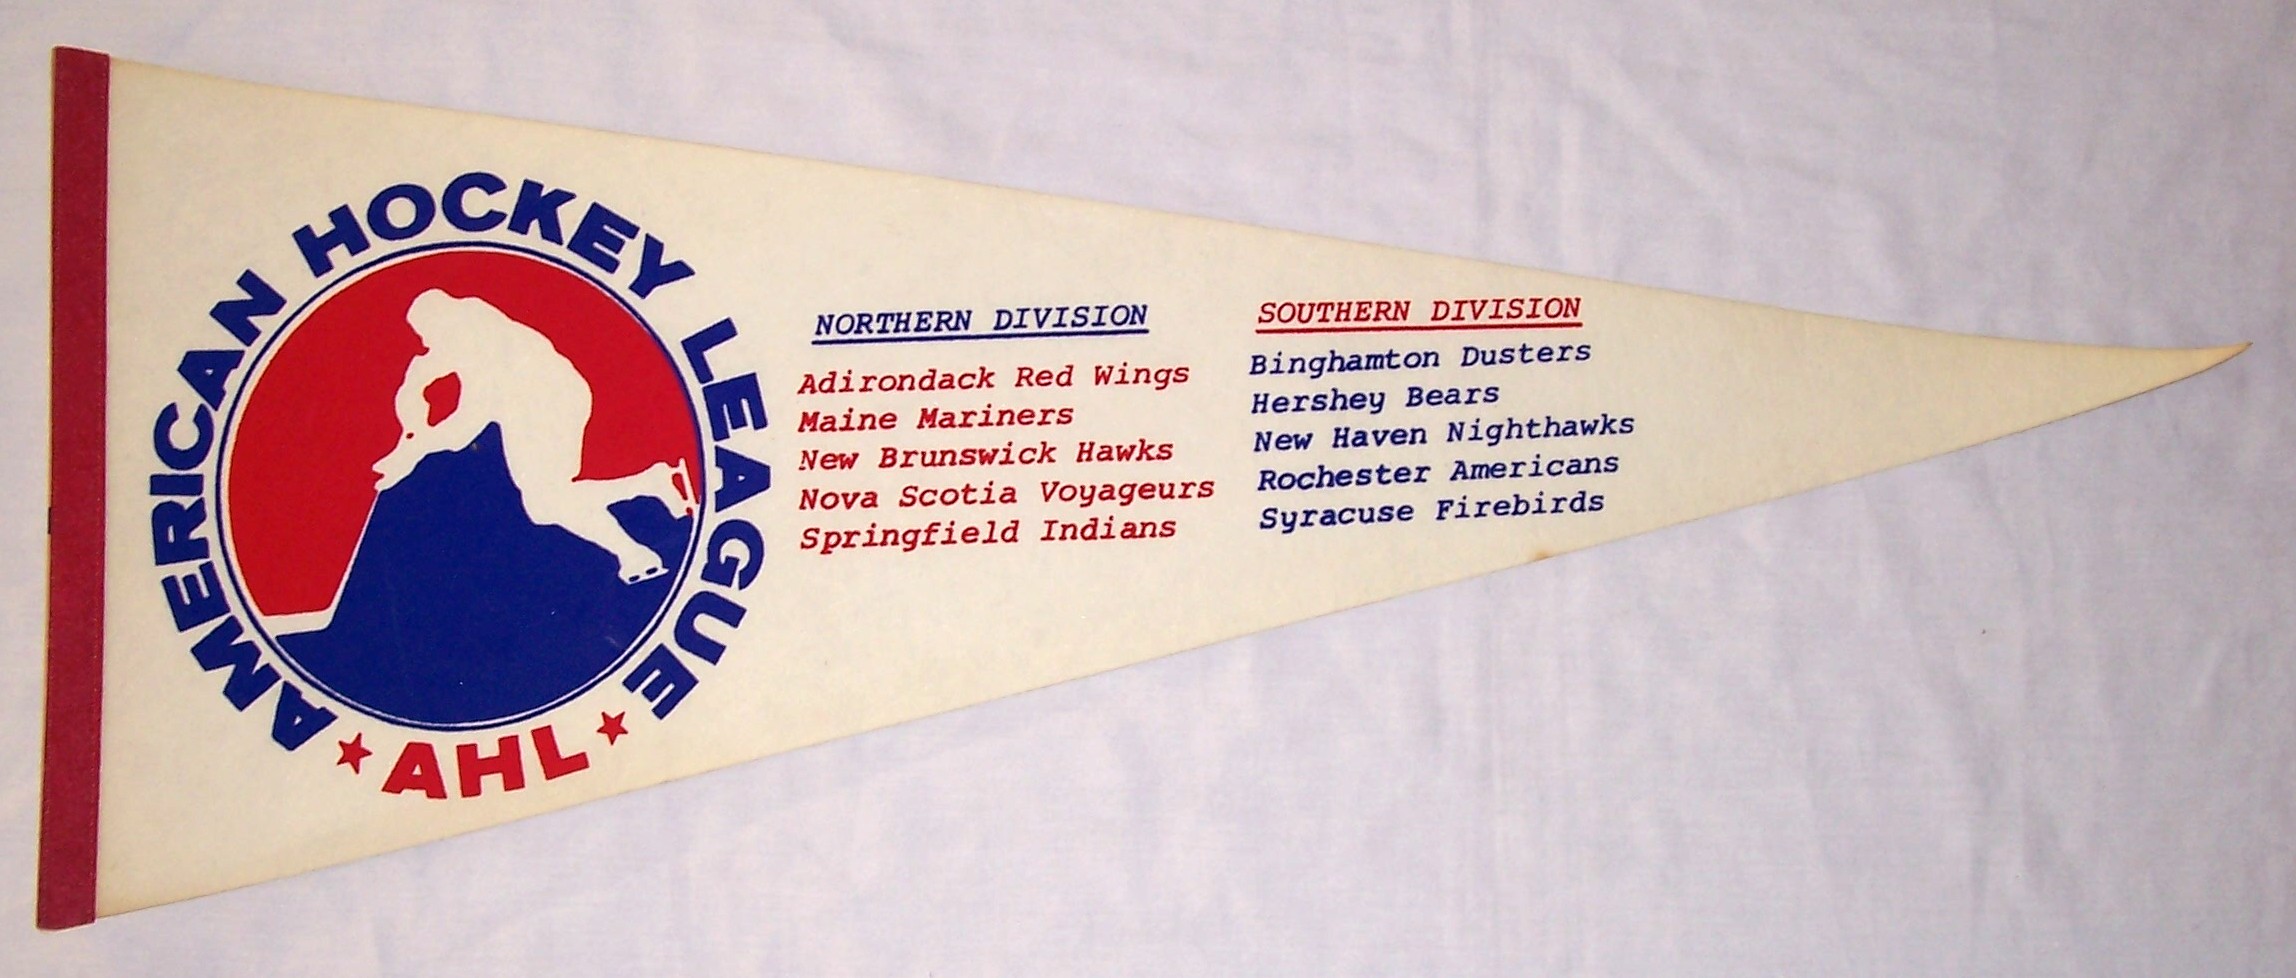 AMERICAN HOCKEY LEAGUE
AHL
NORTHERN DIVISION
Adirondack Red Wings
Maine Mariners
New Brunswick Hawks
Nova Scotia Voyageurs
Springfield Indians
SOUTHERN DIVISION
Binghamton Dusters
Hershey Bears
New Haven Nighthawks
Rochester Americans
Syracuse Firebirds